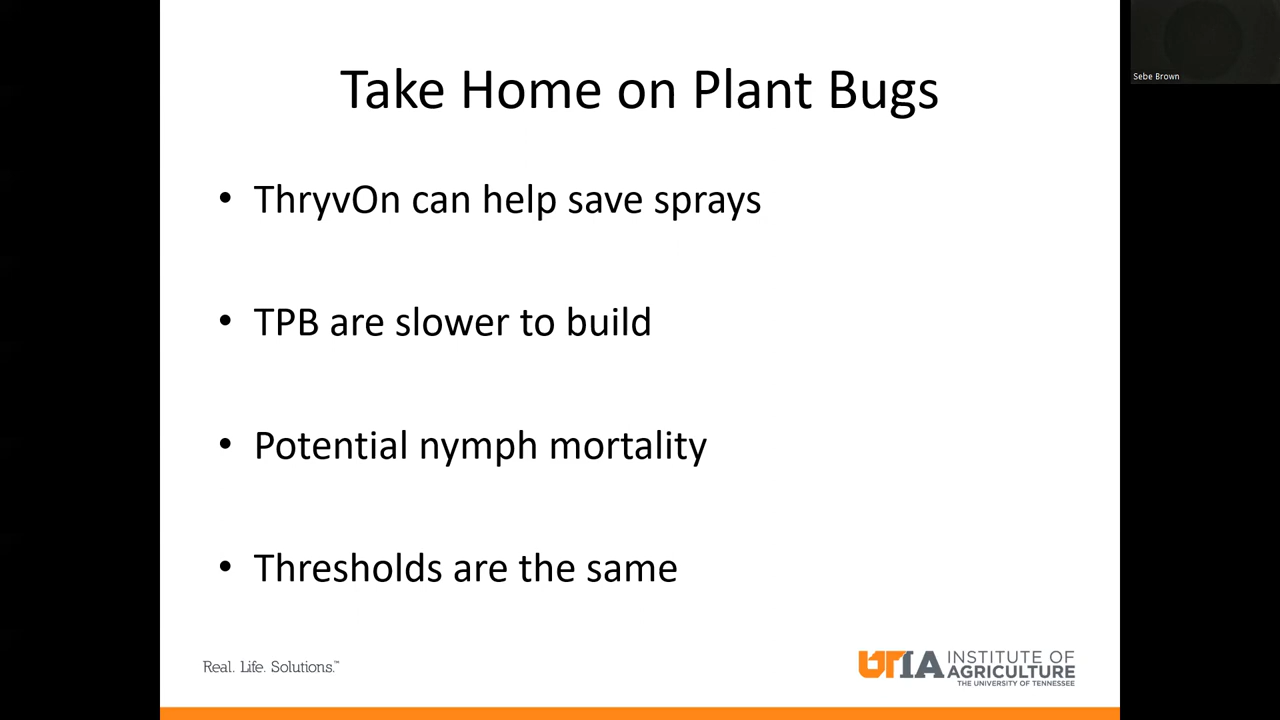 Sebe Brown
Take Home on Plant Bugs
• ThryvOn can help save sprays
• TPB are slower to build
• Potential nymph mortality
• Thresholds are the same
Real. Life. Solutions.™
UTIA INSTITUTE OF
AGRICULTURE
THE UNIVERSITY OF TENNESSEE